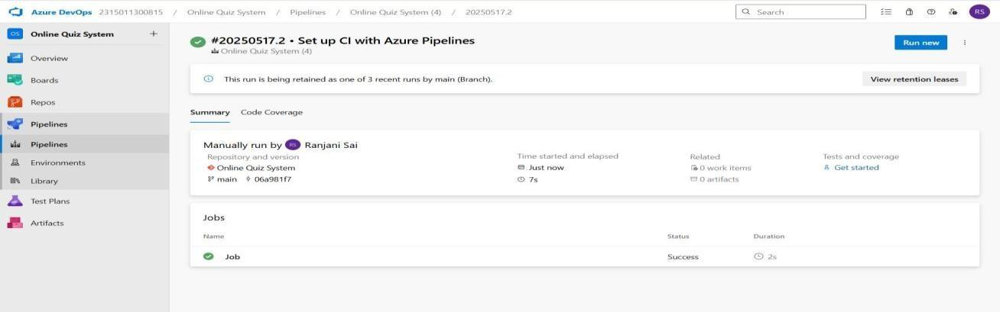 Azure DevOps 2315011300815 / Online Quiz System / Pipelines / Online Quiz System (4) / 20250517.2 Search RS
OS Online Quiz System +
Overview
Boards
Repos
Pipelines
Pipelines
Environments
Library
Test Plans
Artifacts
#20250517.2 • Set up CI with Azure Pipelines
Online Quiz System (4)
Run new
This run is being retained as one of 3 recent runs by main (Branch).
View retention leases
Summary Code Coverage
Manually run by RS Ranjani Sai
Repository and version
Online Quiz System
main 06a981f7
Time started and elapsed
Just now
7s
Related
0 work items
0 artifacts
Tests and coverage
Get started
Jobs
Name Status Duration
Job Success 2s